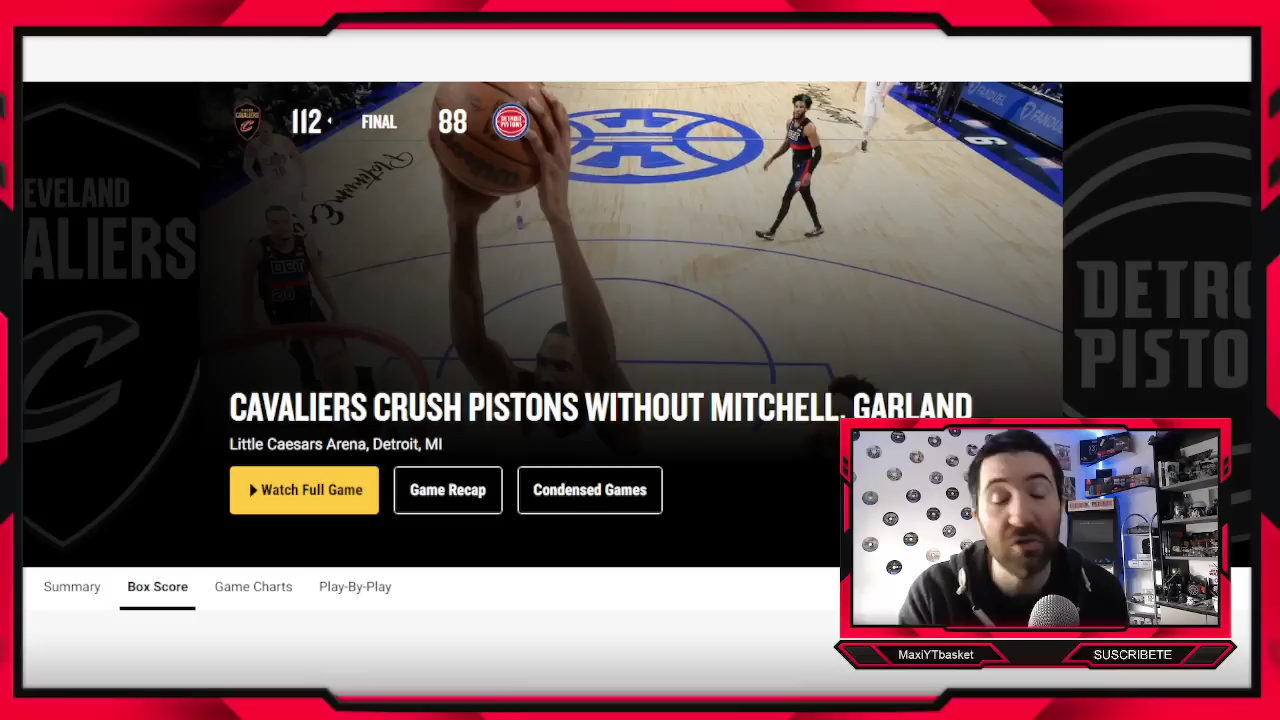 112 FINAL 88
EVELAND
ALIERS
DETRO
PISTO
CAVALIERS CRUSH PISTONS WITHOUT MITCHELL, GARLAND
Little Caesars Arena, Detroit, MI
Watch Full Game Game Recap Condensed Games
Summary Box Score Game Charts Play-By-Play
MaxiYTbasket SUSCRIBETE